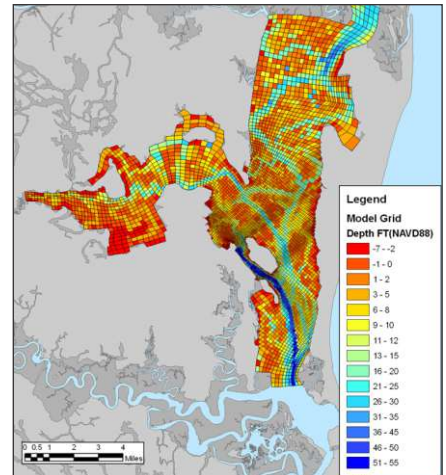 Legend
Model Grid
Depth FT(NAVD88)
-7 - -2
-1 - 0
1 - 2
3 - 5
6 - 8
9 - 10
11 - 12
13 - 15
16 - 20
21 - 25
26 - 30
31 - 35
36 - 45
46 - 50
51 - 55
0 0.5 1 2 3 4
Miles